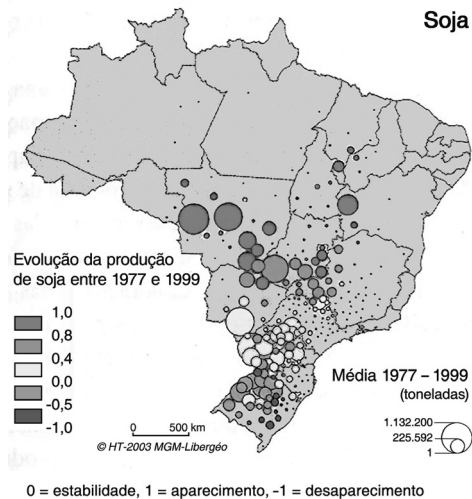 Soja
Evolução da produção
de soja entre 1977 e 1999
1,0
0,8
0,4
0,0
-0,5
-1,0
0 500 km
© HT-2003 MGM-Libergéo
Média 1977 – 1999
(toneladas)
1.132.200
225.592
1
0 = estabilidade, 1 = aparecimento, -1 = desaparecimento